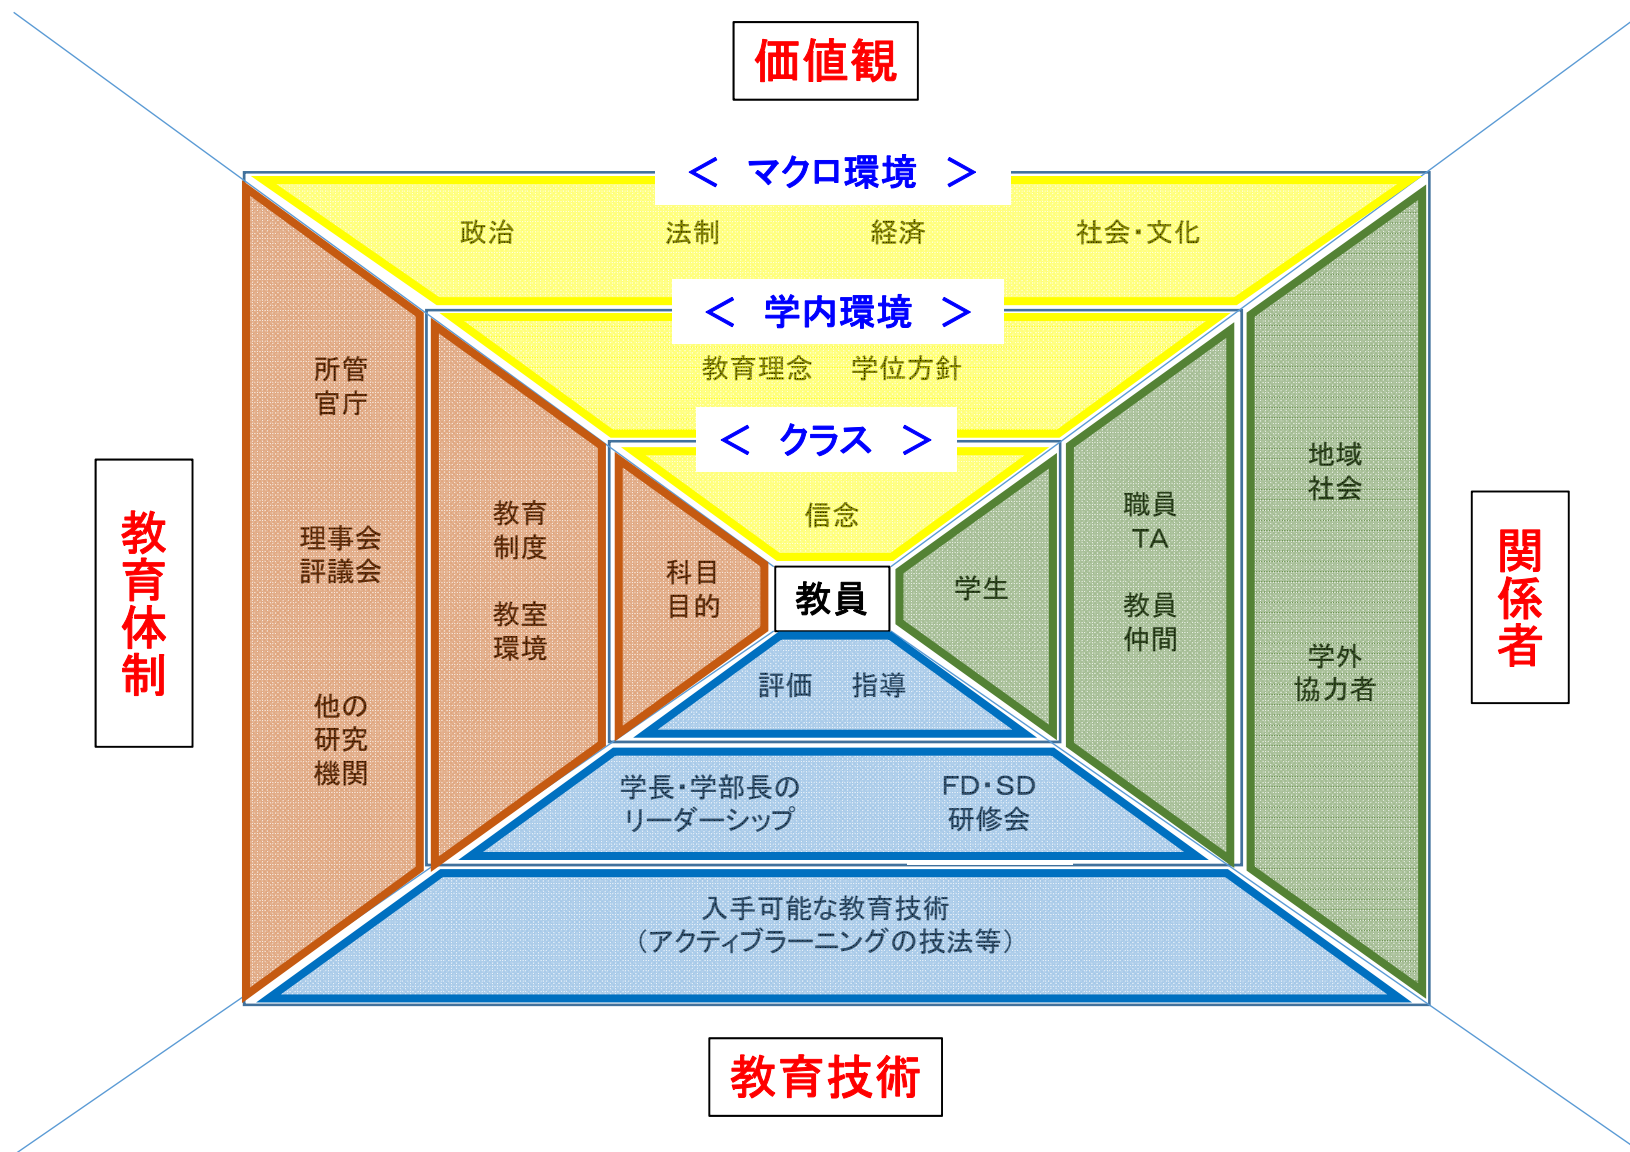 価値観
＜　マクロ環境　＞
政治　法制　経済　社会・文化
＜　学内環境　＞
教育理念　学位方針
＜　クラス　＞
信念
教員
教育体制
所管
官庁
理事会
評議会
他の
研究
機関
教育
制度
教室
環境
科目
目的
学生
職員
TA
教員
仲間
地域
社会
学外
協力者
関係者
評価　指導
学長・学部長の
リーダーシップ
FD・SD
研修会
入手可能な教育技術
（アクティブラーニングの技法等）
教育技術